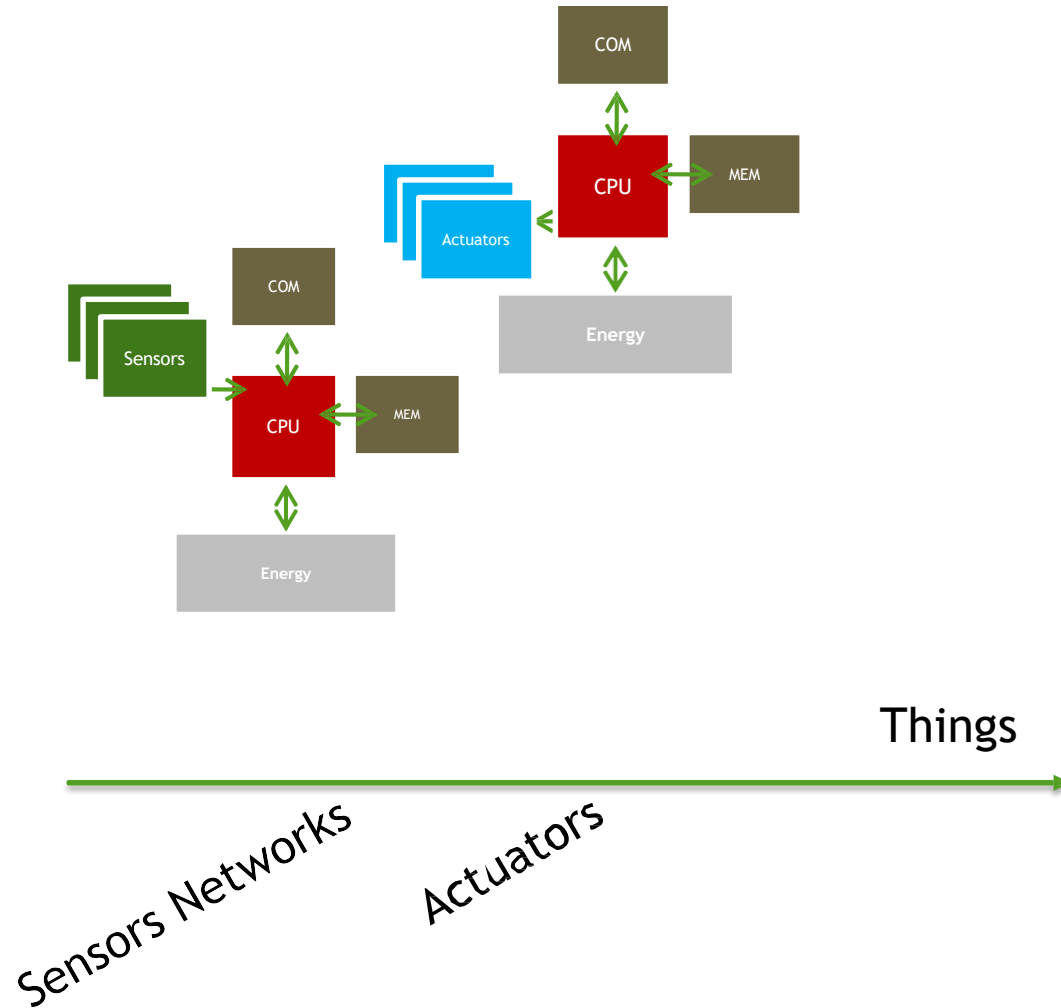 COM
CPU
MEM
Actuators
Energy
COM
Sensors
CPU
MEM
Energy
Things
Sensors Networks
Actuators